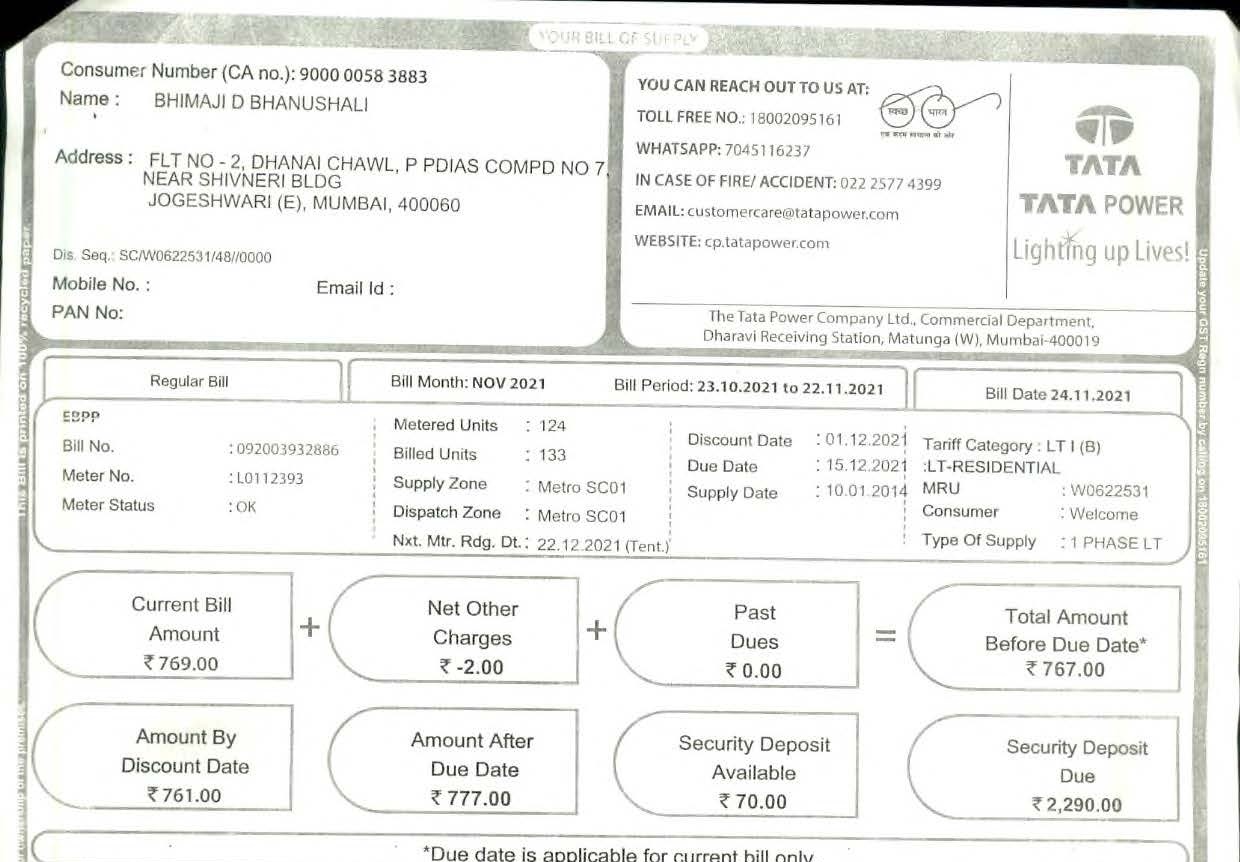 YOUR BILL OF SUPPLY
Consumer Number (CA no.): 9000 0058 3883
Name : BHIMAJI D BHANUSHALI
Address : FLT NO - 2, DHANAI CHAWL, P PDIAS COMPD NO 7,
NEAR SHIVNERI BLDG
JOGESHWARI (E), MUMBAI, 400060
Dis. Seq.: SC/W0622531/48//0000
Mobile No. : Email Id :
PAN No:
YOU CAN REACH OUT TO US AT:
TOLL FREE NO.: 18002095161
WHATSAPP: 7045116237
IN CASE OF FIRE/ ACCIDENT: 022 2577 4399
EMAIL: customercare@tatapower.com
WEBSITE: cp.tatapower.com
स्वच्छ भारत
एक कदम स्वच्छता की ओर
TATA
TATA POWER
Lighting up Lives!
The Tata Power Company Ltd., Commercial Department,
Dharavi Receiving Station, Matunga (W), Mumbai-400019
This Bill is printed on 100% recycled paper.
Update your GST Regn number by calling on 18002095161
Regular Bill
Bill Month: NOV 2021 Bill Period: 23.10.2021 to 22.11.2021
Bill Date 24.11.2021
EBPP
Bill No. : 092003932886
Meter No. : L0112393
Meter Status : OK
Metered Units : 124
Billed Units : 133
Supply Zone : Metro SC01
Dispatch Zone : Metro SC01
Nxt. Mtr. Rdg. Dt. : 22.12.2021 (Tent.)
Discount Date : 01.12.2021
Due Date : 15.12.2021
Supply Date : 10.01.2014
Tariff Category : LT I (B)
:LT-RESIDENTIAL
MRU : W0622531
Consumer : Welcome
Type Of Supply : 1 PHASE LT
Current Bill
Amount
₹ 769.00
+
Net Other
Charges
₹ -2.00
+
Past
Dues
₹ 0.00
=
Total Amount
Before Due Date*
₹ 767.00
Amount By
Discount Date
₹ 761.00
Amount After
Due Date
₹ 777.00
Security Deposit
Available
₹ 70.00
Security Deposit
Due
₹ 2,290.00
ownership of the premises.
*Due date is applicable for current bill only